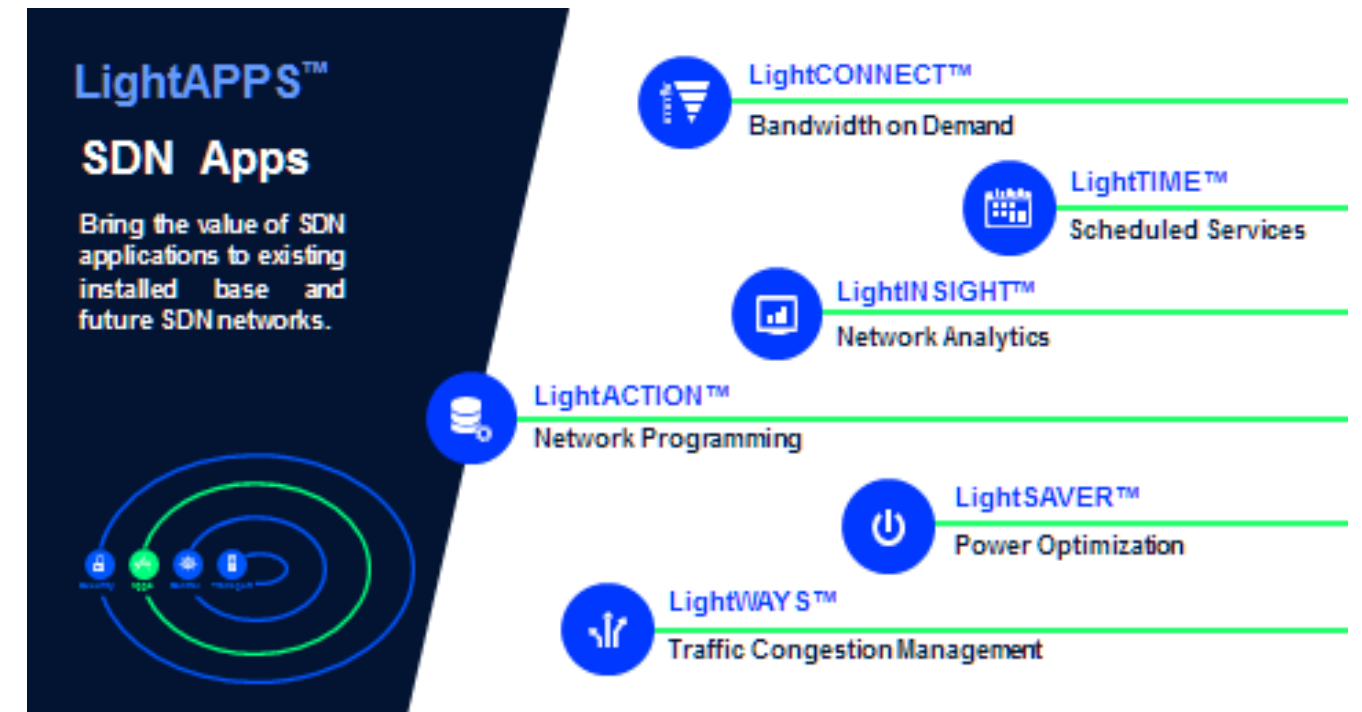 LightAPPS™
SDN Apps
Bring the value of SDN
applications to existing
installed base and
future SDN networks.
LightCONNECT™
Bandwidth on Demand
LightTIME™
Scheduled Services
LightINSIGHT™
Network Analytics
LightACTION™
Network Programming
LightSAVER™
Power Optimization
LightWAYS™
Traffic Congestion Management